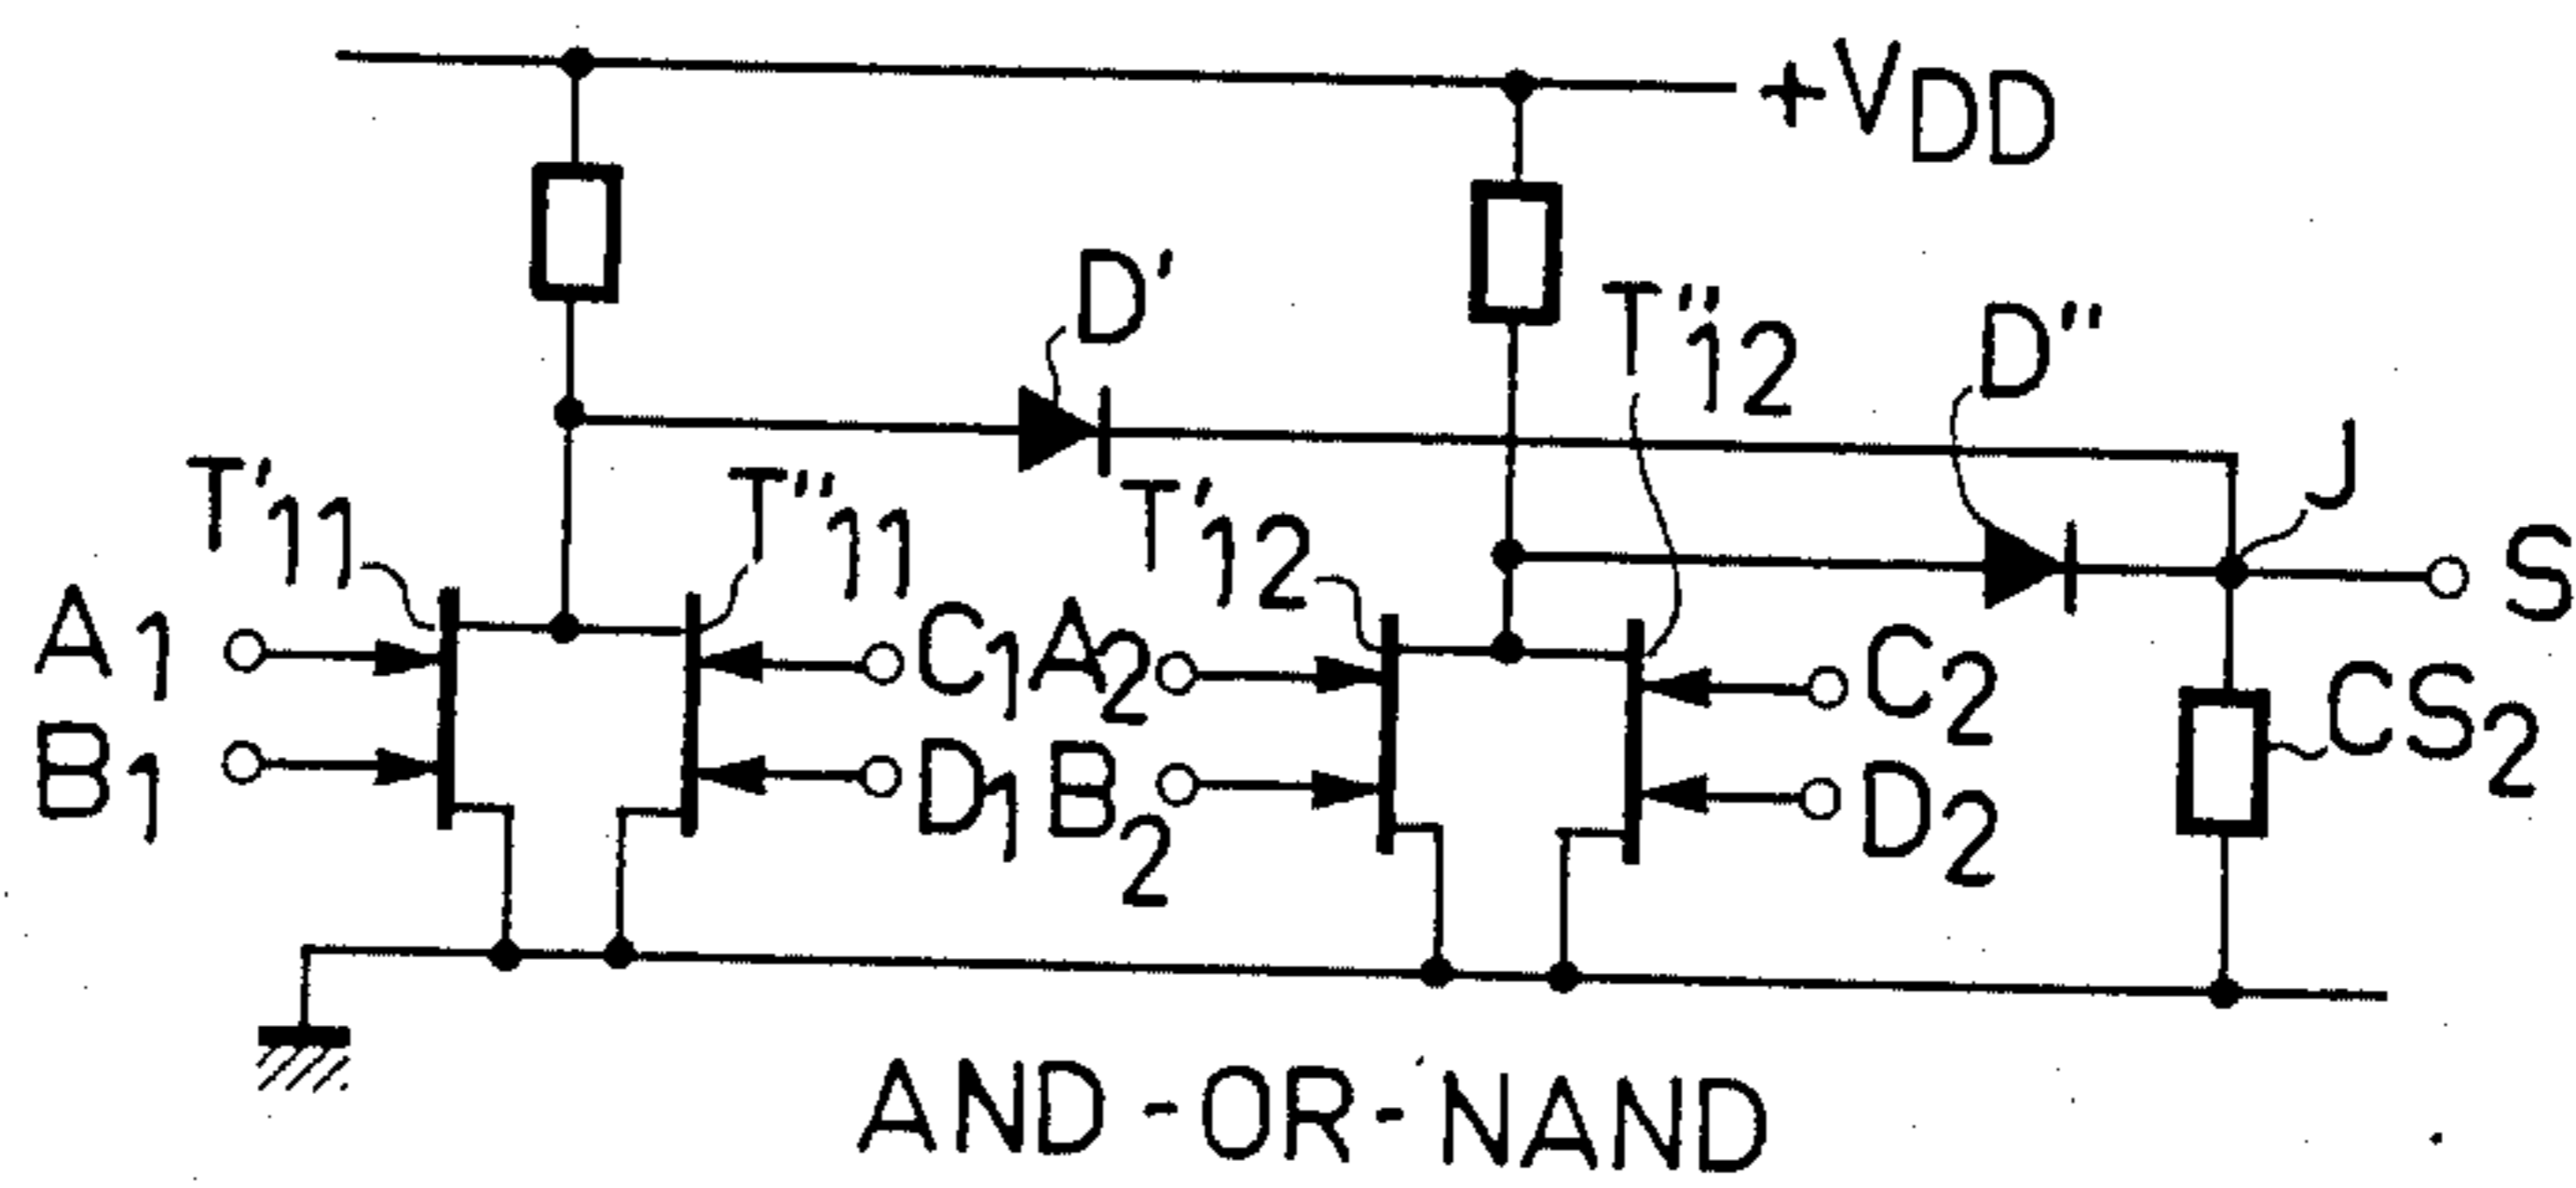 +VDD
D'
T"12
D"
J
T'11
T"11
T'12
S
A1
C1
A2
C2
CS2
B1
D1
B2
D2
AND-OR-NAND